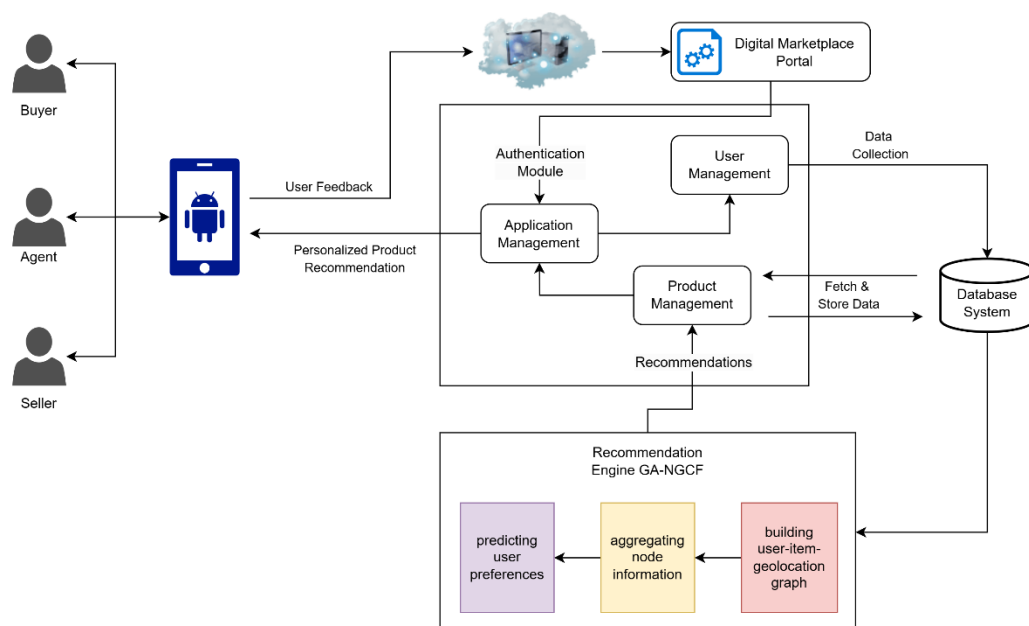 Buyer
Agent
Seller
User Feedback
Personalized Product
Recommendation
Digital Marketplace
Portal
Authentication
Module
User
Management
Application
Management
Product
Management
Recommendations
Data
Collection
Fetch &
Store Data
Database
System
Recommendation
Engine GA-NGCF
predicting
user
preferences
aggregating
node
information
building
user-item-
geolocation
graph